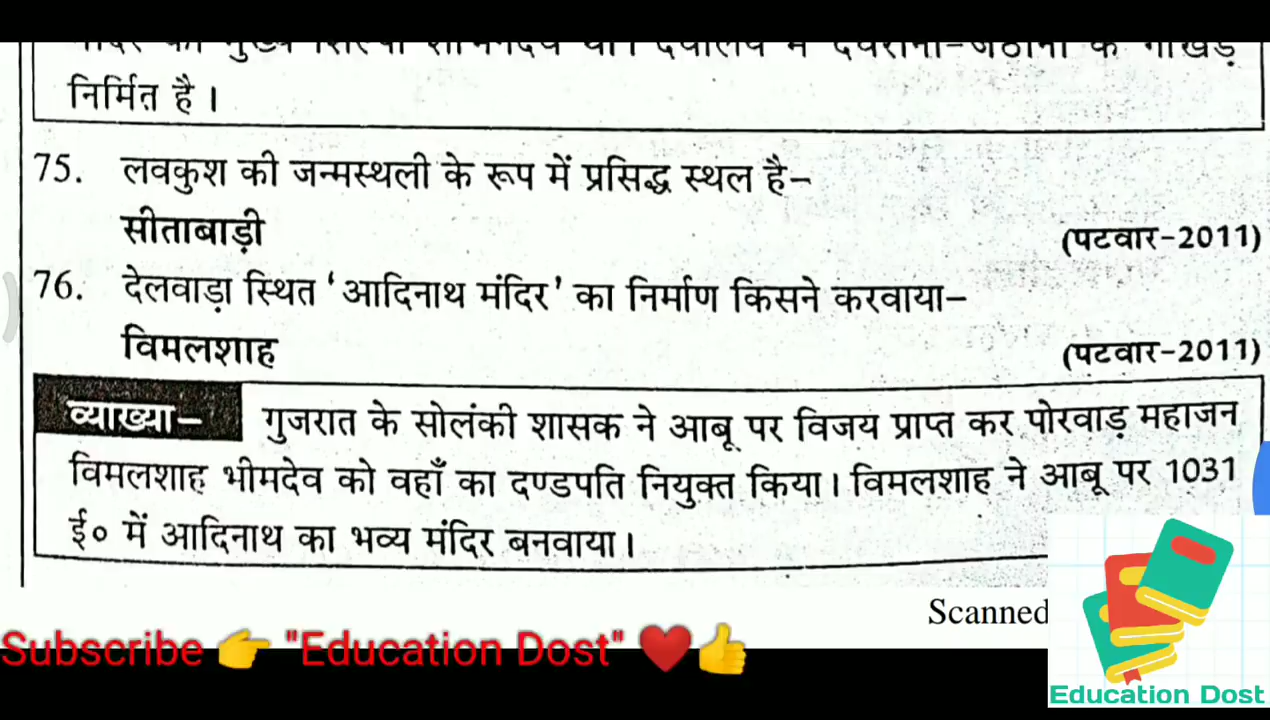 निर्मित है।
75. लवकुश की जन्मस्थली के रूप में प्रसिद्ध स्थल है–
सीताबाड़ी (पटवार-2011)
76. देलवाड़ा स्थित ‘आदिनाथ मंदिर’ का निर्माण किसने करवाया–
विमलशाह (पटवार-2011)
व्याख्या– गुजरात के सोलंकी शासक ने आबू पर विजय प्राप्त कर पोरवाड़ महाजन
विमलशाह भीमदेव को वहाँ का दण्डपति नियुक्त किया। विमलशाह ने आबू पर 1031
ई० में आदिनाथ का भव्य मंदिर बनवाया।
Scanned
Subscribe 👉 "Education Dost" ❤️👍
Education Dost